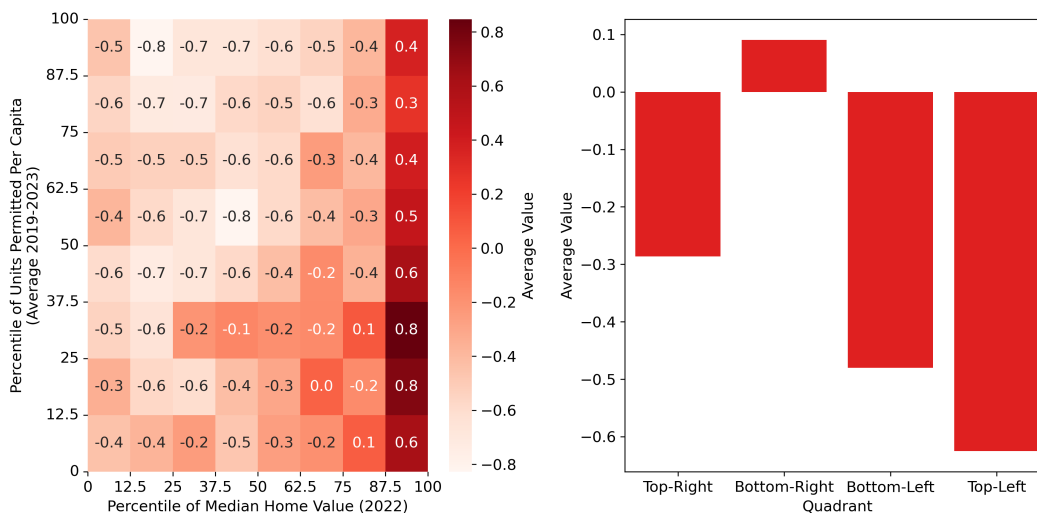 100
-0.5 -0.8 -0.7 -0.7 -0.6 -0.5 -0.4 0.4
87.5
-0.6 -0.7 -0.7 -0.6 -0.5 -0.6 -0.3 0.3
75
-0.5 -0.5 -0.5 -0.6 -0.6 -0.3 -0.4 0.4
62.5
-0.4 -0.6 -0.7 -0.8 -0.6 -0.4 -0.3 0.5
50
-0.6 -0.7 -0.7 -0.6 -0.4 -0.2 -0.4 0.6
37.5
-0.5 -0.6 -0.2 -0.1 -0.2 -0.2 0.1 0.8
25
-0.3 -0.6 -0.6 -0.4 -0.3 0.0 -0.2 0.8
12.5
-0.4 -0.4 -0.2 -0.5 -0.3 -0.2 0.1 0.6
0
0 12.5 25 37.5 50 62.5 75 87.5 100
Percentile of Median Home Value (2022)
Percentile of Units Permitted Per Capita
(Average 2019-2023)
0.8
0.6
0.4
0.2
0.0
−0.2
−0.4
−0.6
−0.8
Average Value
0.1
0.0
−0.1
−0.2
−0.3
−0.4
−0.5
−0.6
Average Value
Top-Right Bottom-Right Bottom-Left Top-Left
Quadrant